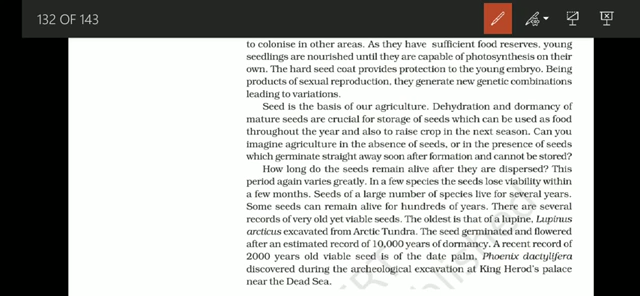 132 OF 143
to colonise in other areas. As they have sufficient food reserves, young
seedlings are nourished until they are capable of photosynthesis on their
own. The hard seed coat provides protection to the young embryo. Being
products of sexual reproduction, they generate new genetic combinations
leading to variations.
Seed is the basis of our agriculture. Dehydration and dormancy of
mature seeds are crucial for storage of seeds which can be used as food
throughout the year and also to raise crop in the next season. Can you
imagine agriculture in the absence of seeds, or in the presence of seeds
which germinate straight away soon after formation and cannot be stored?
How long do the seeds remain alive after they are dispersed? This
period again varies greatly. In a few species the seeds lose viability within
a few months. Seeds of a large number of species live for several years.
Some seeds can remain alive for hundreds of years. There are several
records of very old yet viable seeds. The oldest is that of a lupine, Lupinus
arcticus excavated from Arctic Tundra. The seed germinated and flowered
after an estimated record of 10,000 years of dormancy. A recent record of
2000 years old viable seed is of the date palm, Phoenix dactylifera
discovered during the archeological excavation at King Herod's palace
near the Dead Sea.